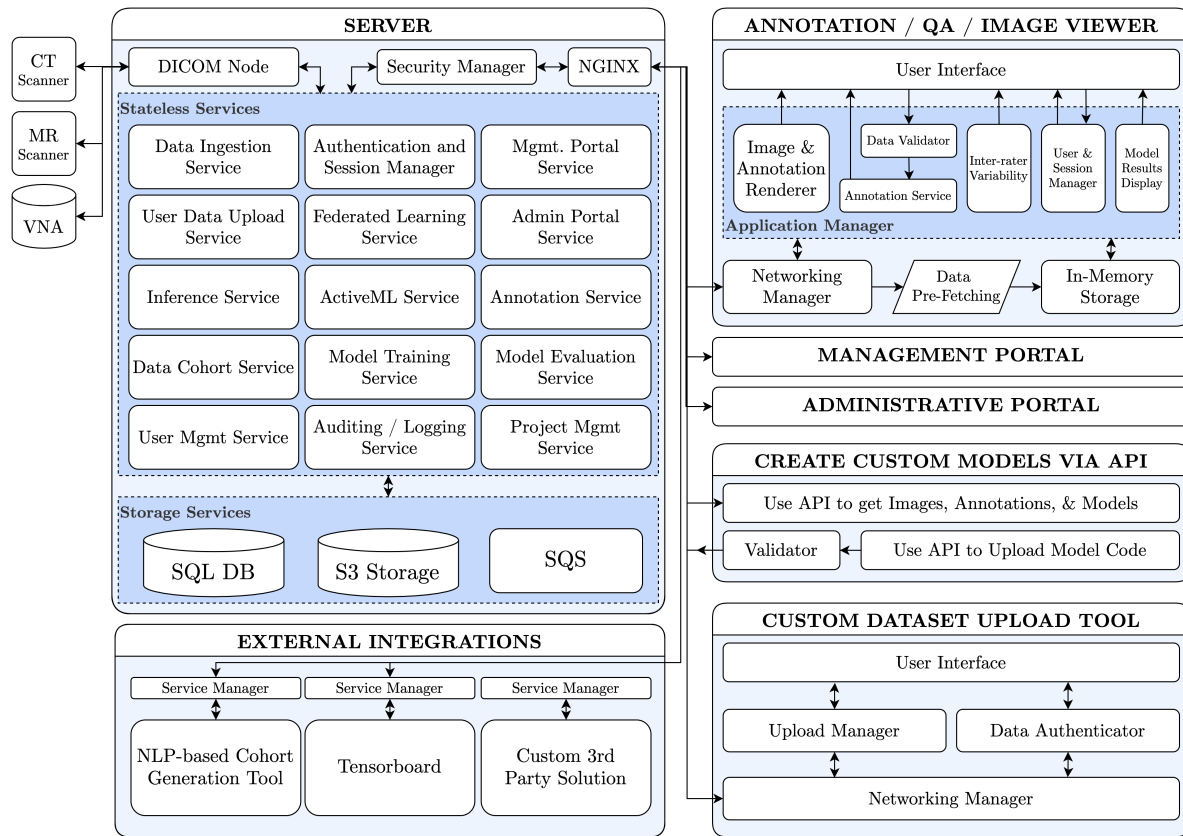 SERVER
CT
Scanner
MR
Scanner
VNA
DICOM Node
Security Manager
NGINX
Stateless Services
Data Ingestion
Service
Authentication and
Session Manager
Mgmt. Portal
Service
User Data Upload
Service
Federated Learning
Service
Admin Portal
Service
Inference Service
ActiveML Service
Annotation Service
Data Cohort Service
Model Training
Service
Model Evaluation
Service
User Mgmt Service
Auditing / Logging
Service
Project Mgmt
Service
Storage Services
SQL DB
S3 Storage
SQS
EXTERNAL INTEGRATIONS
Service Manager
Service Manager
Service Manager
NLP-based Cohort
Generation Tool
Tensorboard
Custom 3rd
Party Solution
ANNOTATION / QA / IMAGE VIEWER
User Interface
Image &
Annotation
Renderer
Data Validator
Annotation Service
Inter-rater
Variability
User &
Session
Manager
Model
Results
Display
Application Manager
Networking
Manager
Data
Pre-Fetching
In-Memory
Storage
MANAGEMENT PORTAL
ADMINISTRATIVE PORTAL
CREATE CUSTOM MODELS VIA API
Use API to get Images, Annotations, & Models
Validator
Use API to Upload Model Code
CUSTOM DATASET UPLOAD TOOL
User Interface
Upload Manager
Data Authenticator
Networking Manager